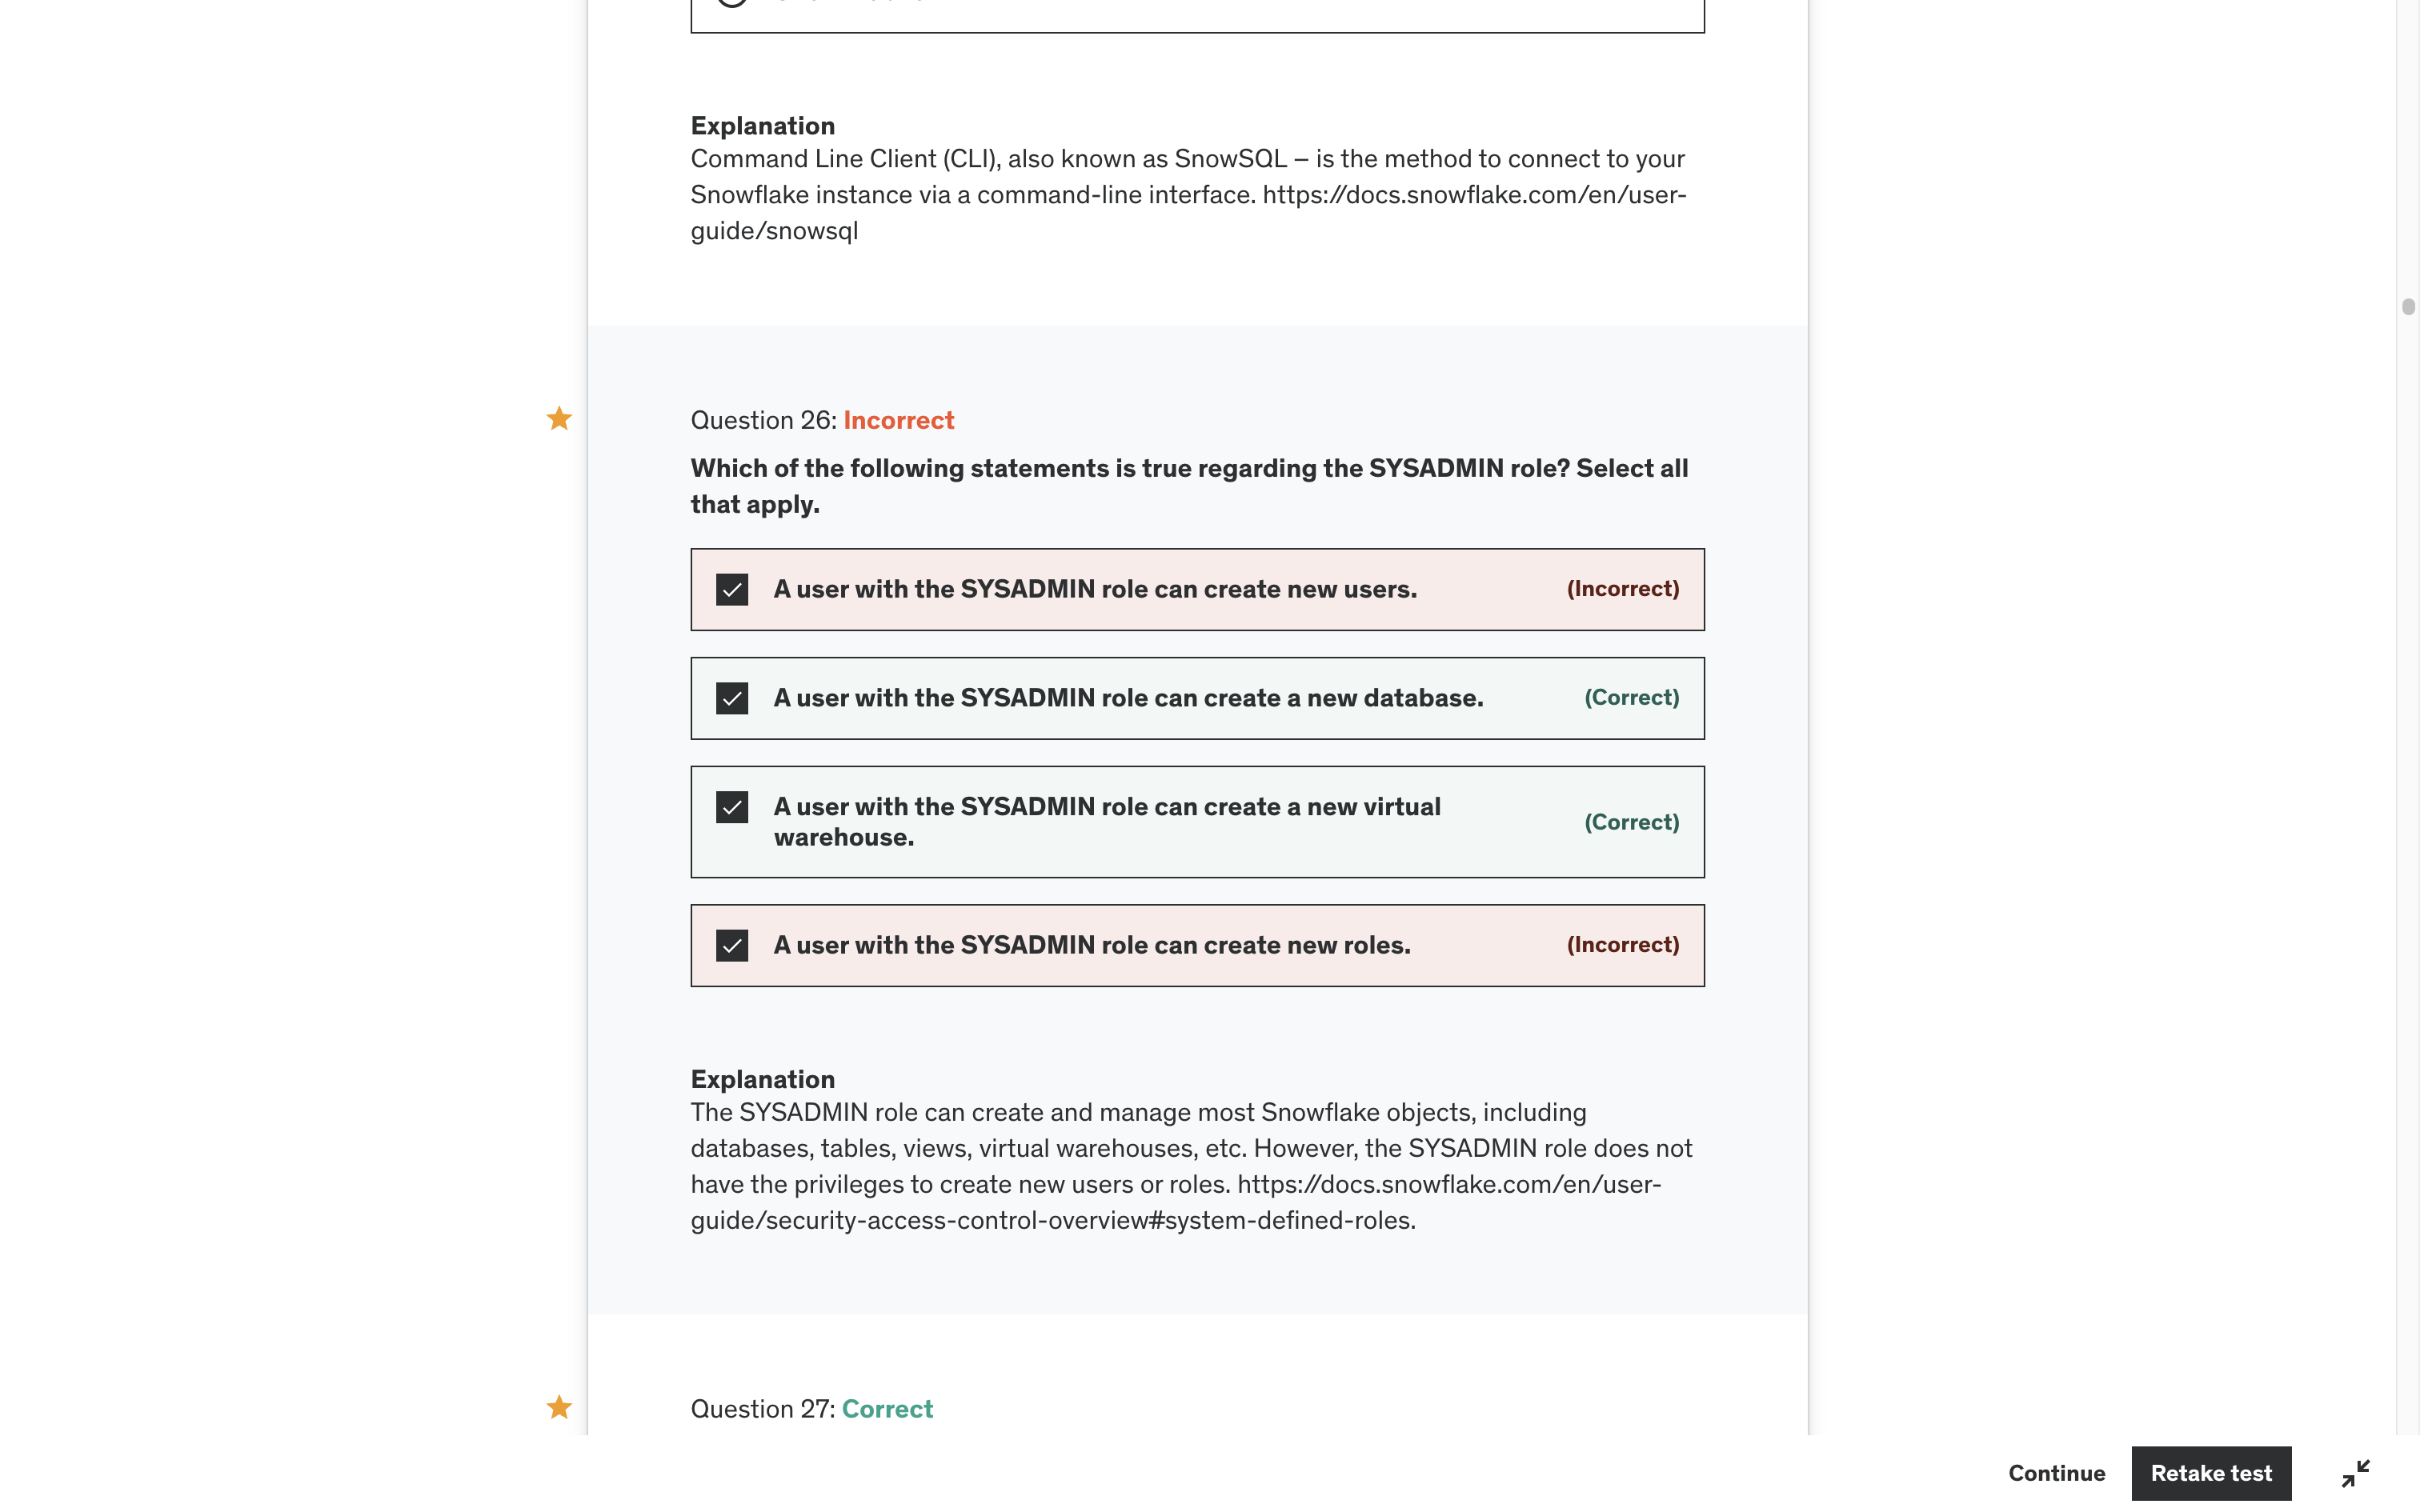 Explanation
Command Line Client (CLI), also known as SnowSQL – is the method to connect to your
Snowflake instance via a command-line interface. https://docs.snowflake.com/en/user-
guide/snowsql
Question 26: Incorrect
Which of the following statements is true regarding the SYSADMIN role? Select all
that apply.
A user with the SYSADMIN role can create new users. (Incorrect)
A user with the SYSADMIN role can create a new database. (Correct)
A user with the SYSADMIN role can create a new virtual
warehouse. (Correct)
A user with the SYSADMIN role can create new roles. (Incorrect)
Explanation
The SYSADMIN role can create and manage most Snowflake objects, including
databases, tables, views, virtual warehouses, etc. However, the SYSADMIN role does not
have the privileges to create new users or roles. https://docs.snowflake.com/en/user-
guide/security-access-control-overview#system-defined-roles.
Question 27: Correct
Continue
Retake test